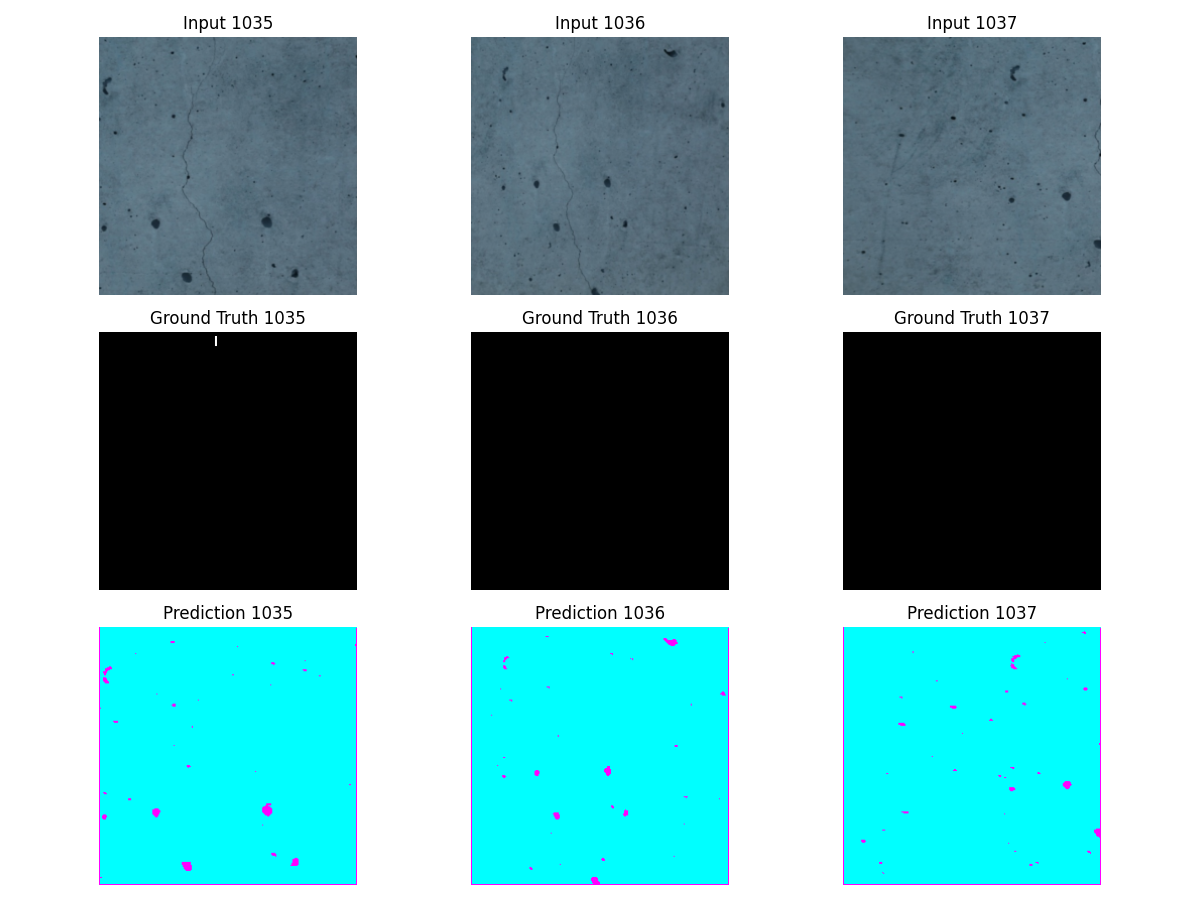 Input 1035
Input 1036
Input 1037
Ground Truth 1035
Ground Truth 1036
Ground Truth 1037
Prediction 1035
Prediction 1036
Prediction 1037